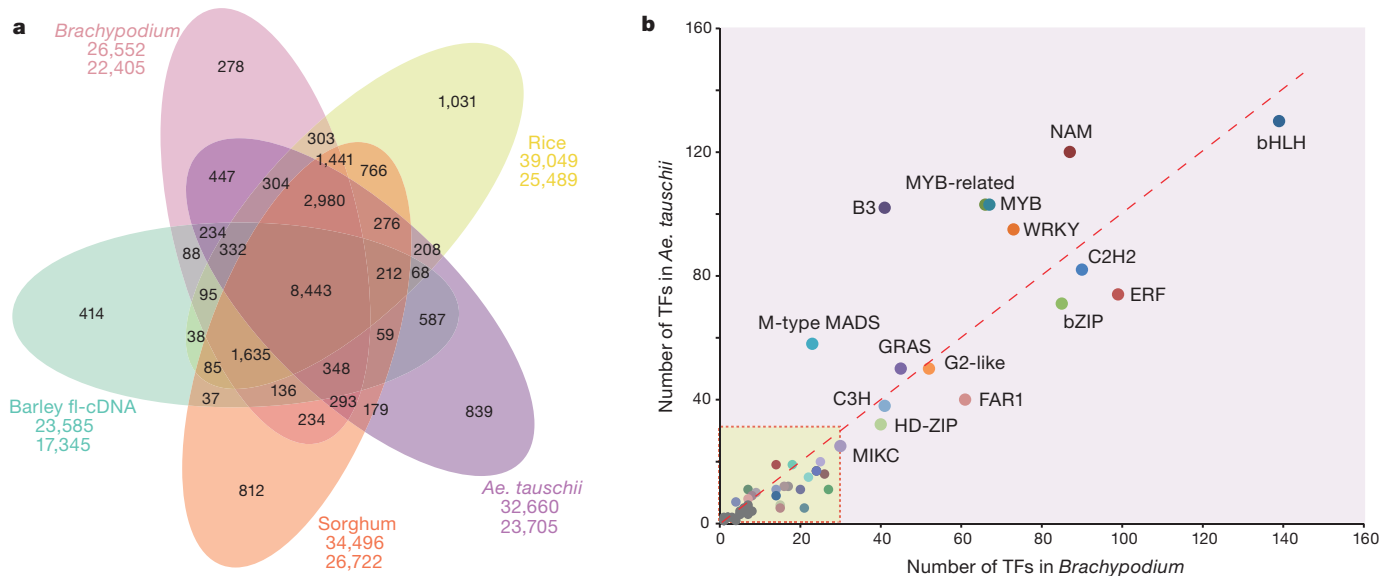 a
Brachypodium
26,552
22,405
278
1,031
Rice
39,049
25,489
303
1,441
766
447
304
2,980
276
234
332
208
88
212
68
95
8,443
414
587
38
59
1,635
85
348
136
37
293
179
234
839
Barley fl-cDNA
23,585
17,345
812
Ae. tauschii
32,660
23,705
Sorghum
34,496
26,722
b
Number of TFs in Ae. tauschii
160
120
80
40
0
NAM
bHLH
MYB-related
MYB
B3
WRKY
C2H2
ERF
bZIP
M-type MADS
GRAS
G2-like
C3H
FAR1
HD-ZIP
MIKC
0 20 40 60 80 100 120 140 160
Number of TFs in Brachypodium